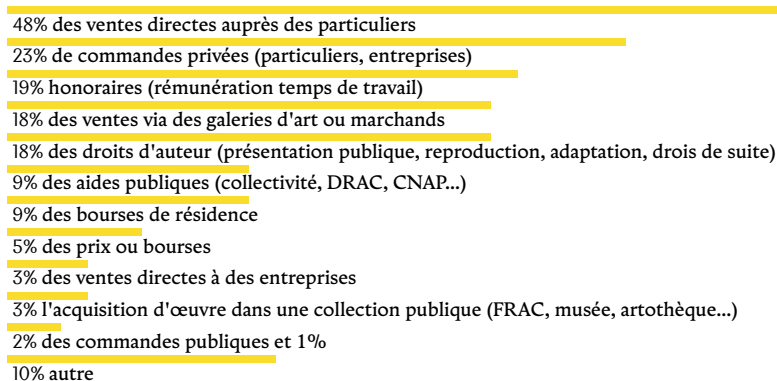 48% des ventes directes auprès des particuliers
23% de commandes privées (particuliers, entreprises)
19% honoraires (rémunération temps de travail)
18% des ventes via des galeries d'art ou marchands
18% des droits d'auteur (présentation publique, reproduction, adaptation, drois de suite)
9% des aides publiques (collectivité, DRAC, CNAP...)
9% des bourses de résidence
5% des prix ou bourses
3% des ventes directes à des entreprises
3% l'acquisition d'œuvre dans une collection publique (FRAC, musée, artothèque...)
2% des commandes publiques et 1%
10% autre